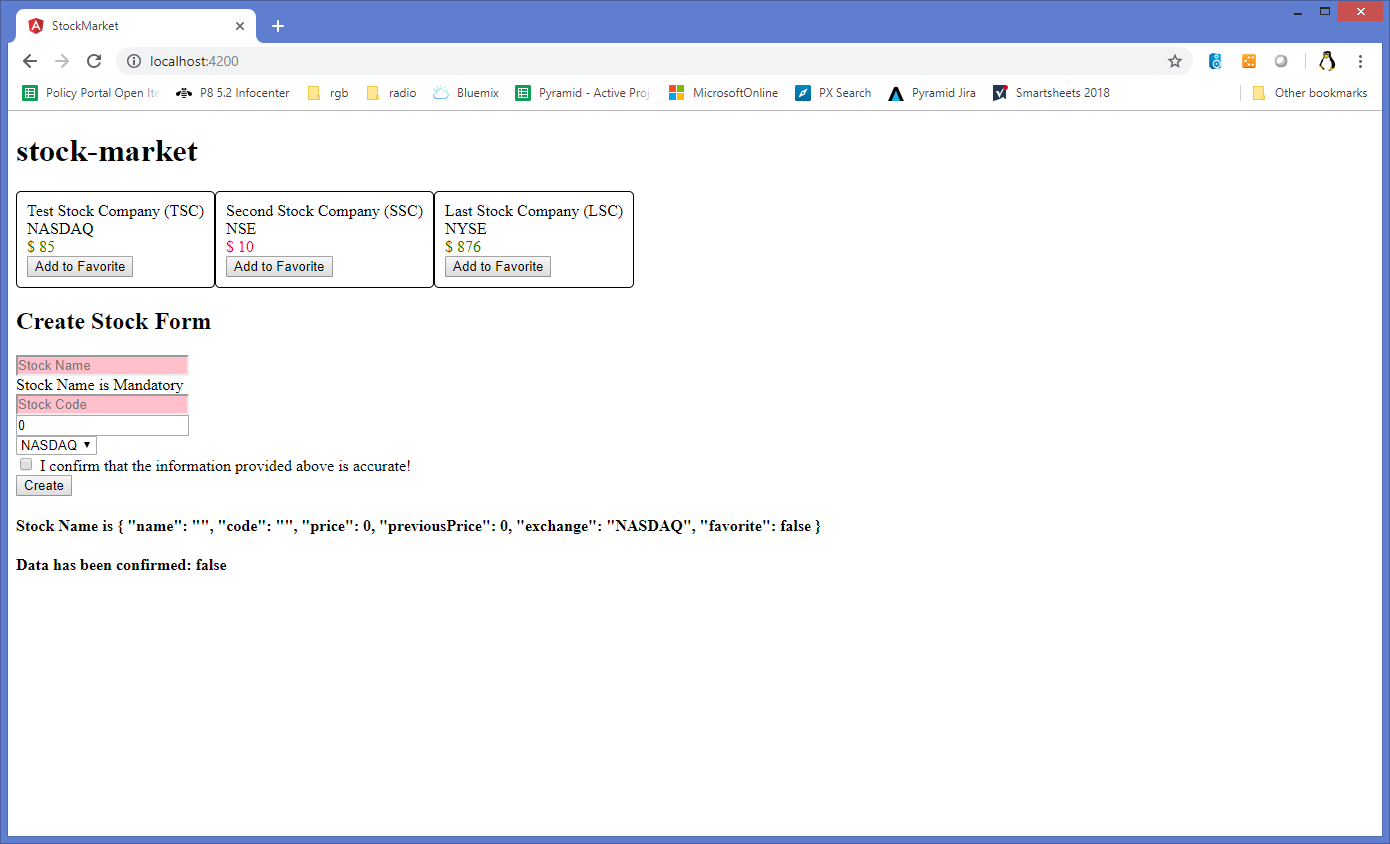 StockMarket
localhost:4200
Policy Portal Open Ite P8 5.2 Infocenter rgb radio Bluemix Pyramid - Active Proj MicrosoftOnline PX Search Pyramid Jira Smartsheets 2018 Other bookmarks
stock-market
Test Stock Company (TSC) Second Stock Company (SSC) Last Stock Company (LSC)
NASDAQ NSE NYSE
$ 85 $ 10 $ 876
Add to Favorite Add to Favorite Add to Favorite
Create Stock Form
Stock Name
Stock Name is Mandatory
Stock Code
0
NASDAQ
I confirm that the information provided above is accurate!
Create
Stock Name is { "name": "", "code": "", "price": 0, "previousPrice": 0, "exchange": "NASDAQ", "favorite": false }
Data has been confirmed: false